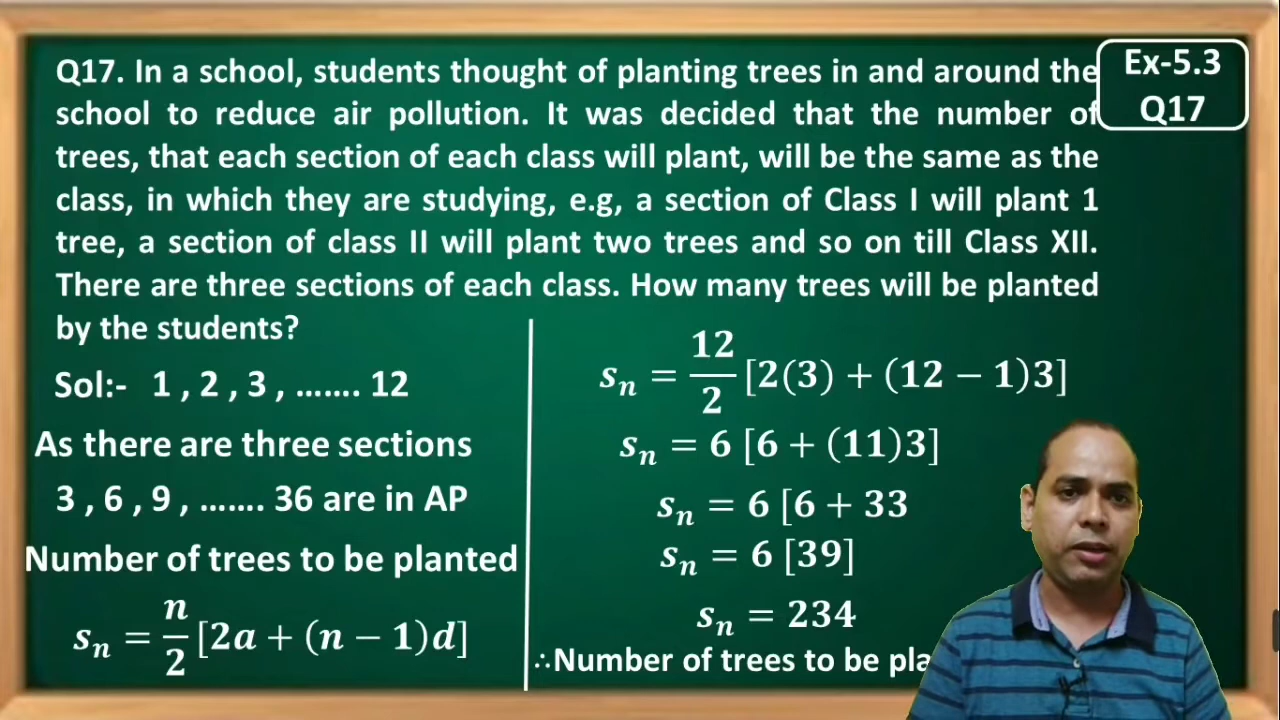 Q17. In a school, students thought of planting trees in and around the
school to reduce air pollution. It was decided that the number of
trees, that each section of each class will plant, will be the same as the
class, in which they are studying, e.g, a section of Class I will plant 1
tree, a section of class II will plant two trees and so on till Class XII.
There are three sections of each class. How many trees will be planted
by the students?
Ex-5.3
Q17
Sol:- 1 , 2 , 3 , ....... 12
As there are three sections
3 , 6 , 9 , ....... 36 are in AP
Number of trees to be planted
sₙ = n/2 [2a + (n − 1)d]
sₙ = 12/2 [2(3) + (12 − 1)3]
sₙ = 6 [6 + (11)3]
sₙ = 6 [6 + 33
sₙ = 6 [39]
sₙ = 234
∴Number of trees to be